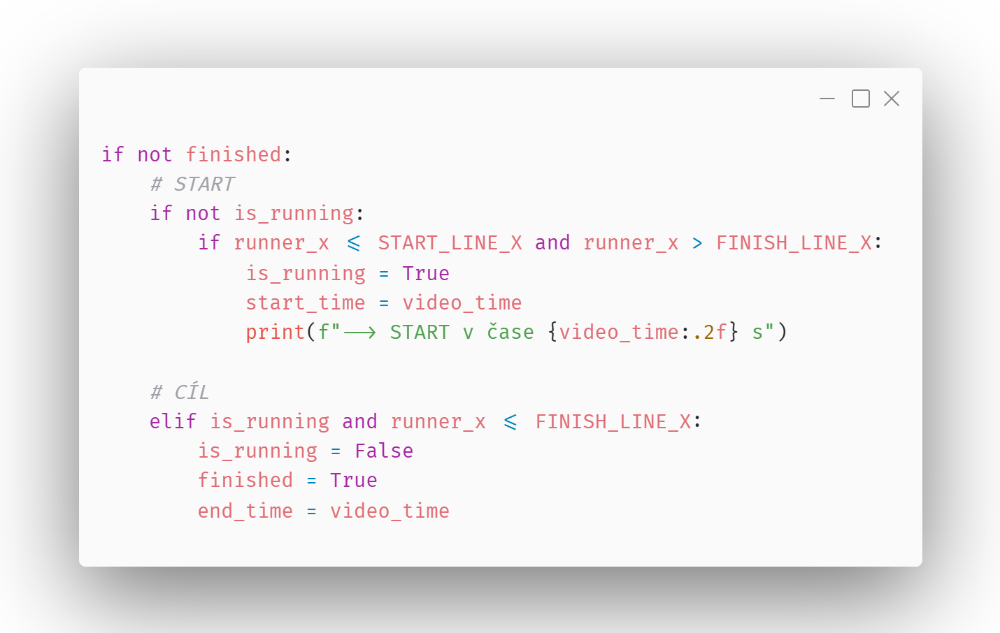 if not finished:
    # START
    if not is_running:
        if runner_x <= START_LINE_X and runner_x > FINISH_LINE_X:
            is_running = True
            start_time = video_time
            print(f"--> START v čase {video_time:.2f} s")

    # CÍL
    elif is_running and runner_x <= FINISH_LINE_X:
        is_running = False
        finished = True
        end_time = video_time